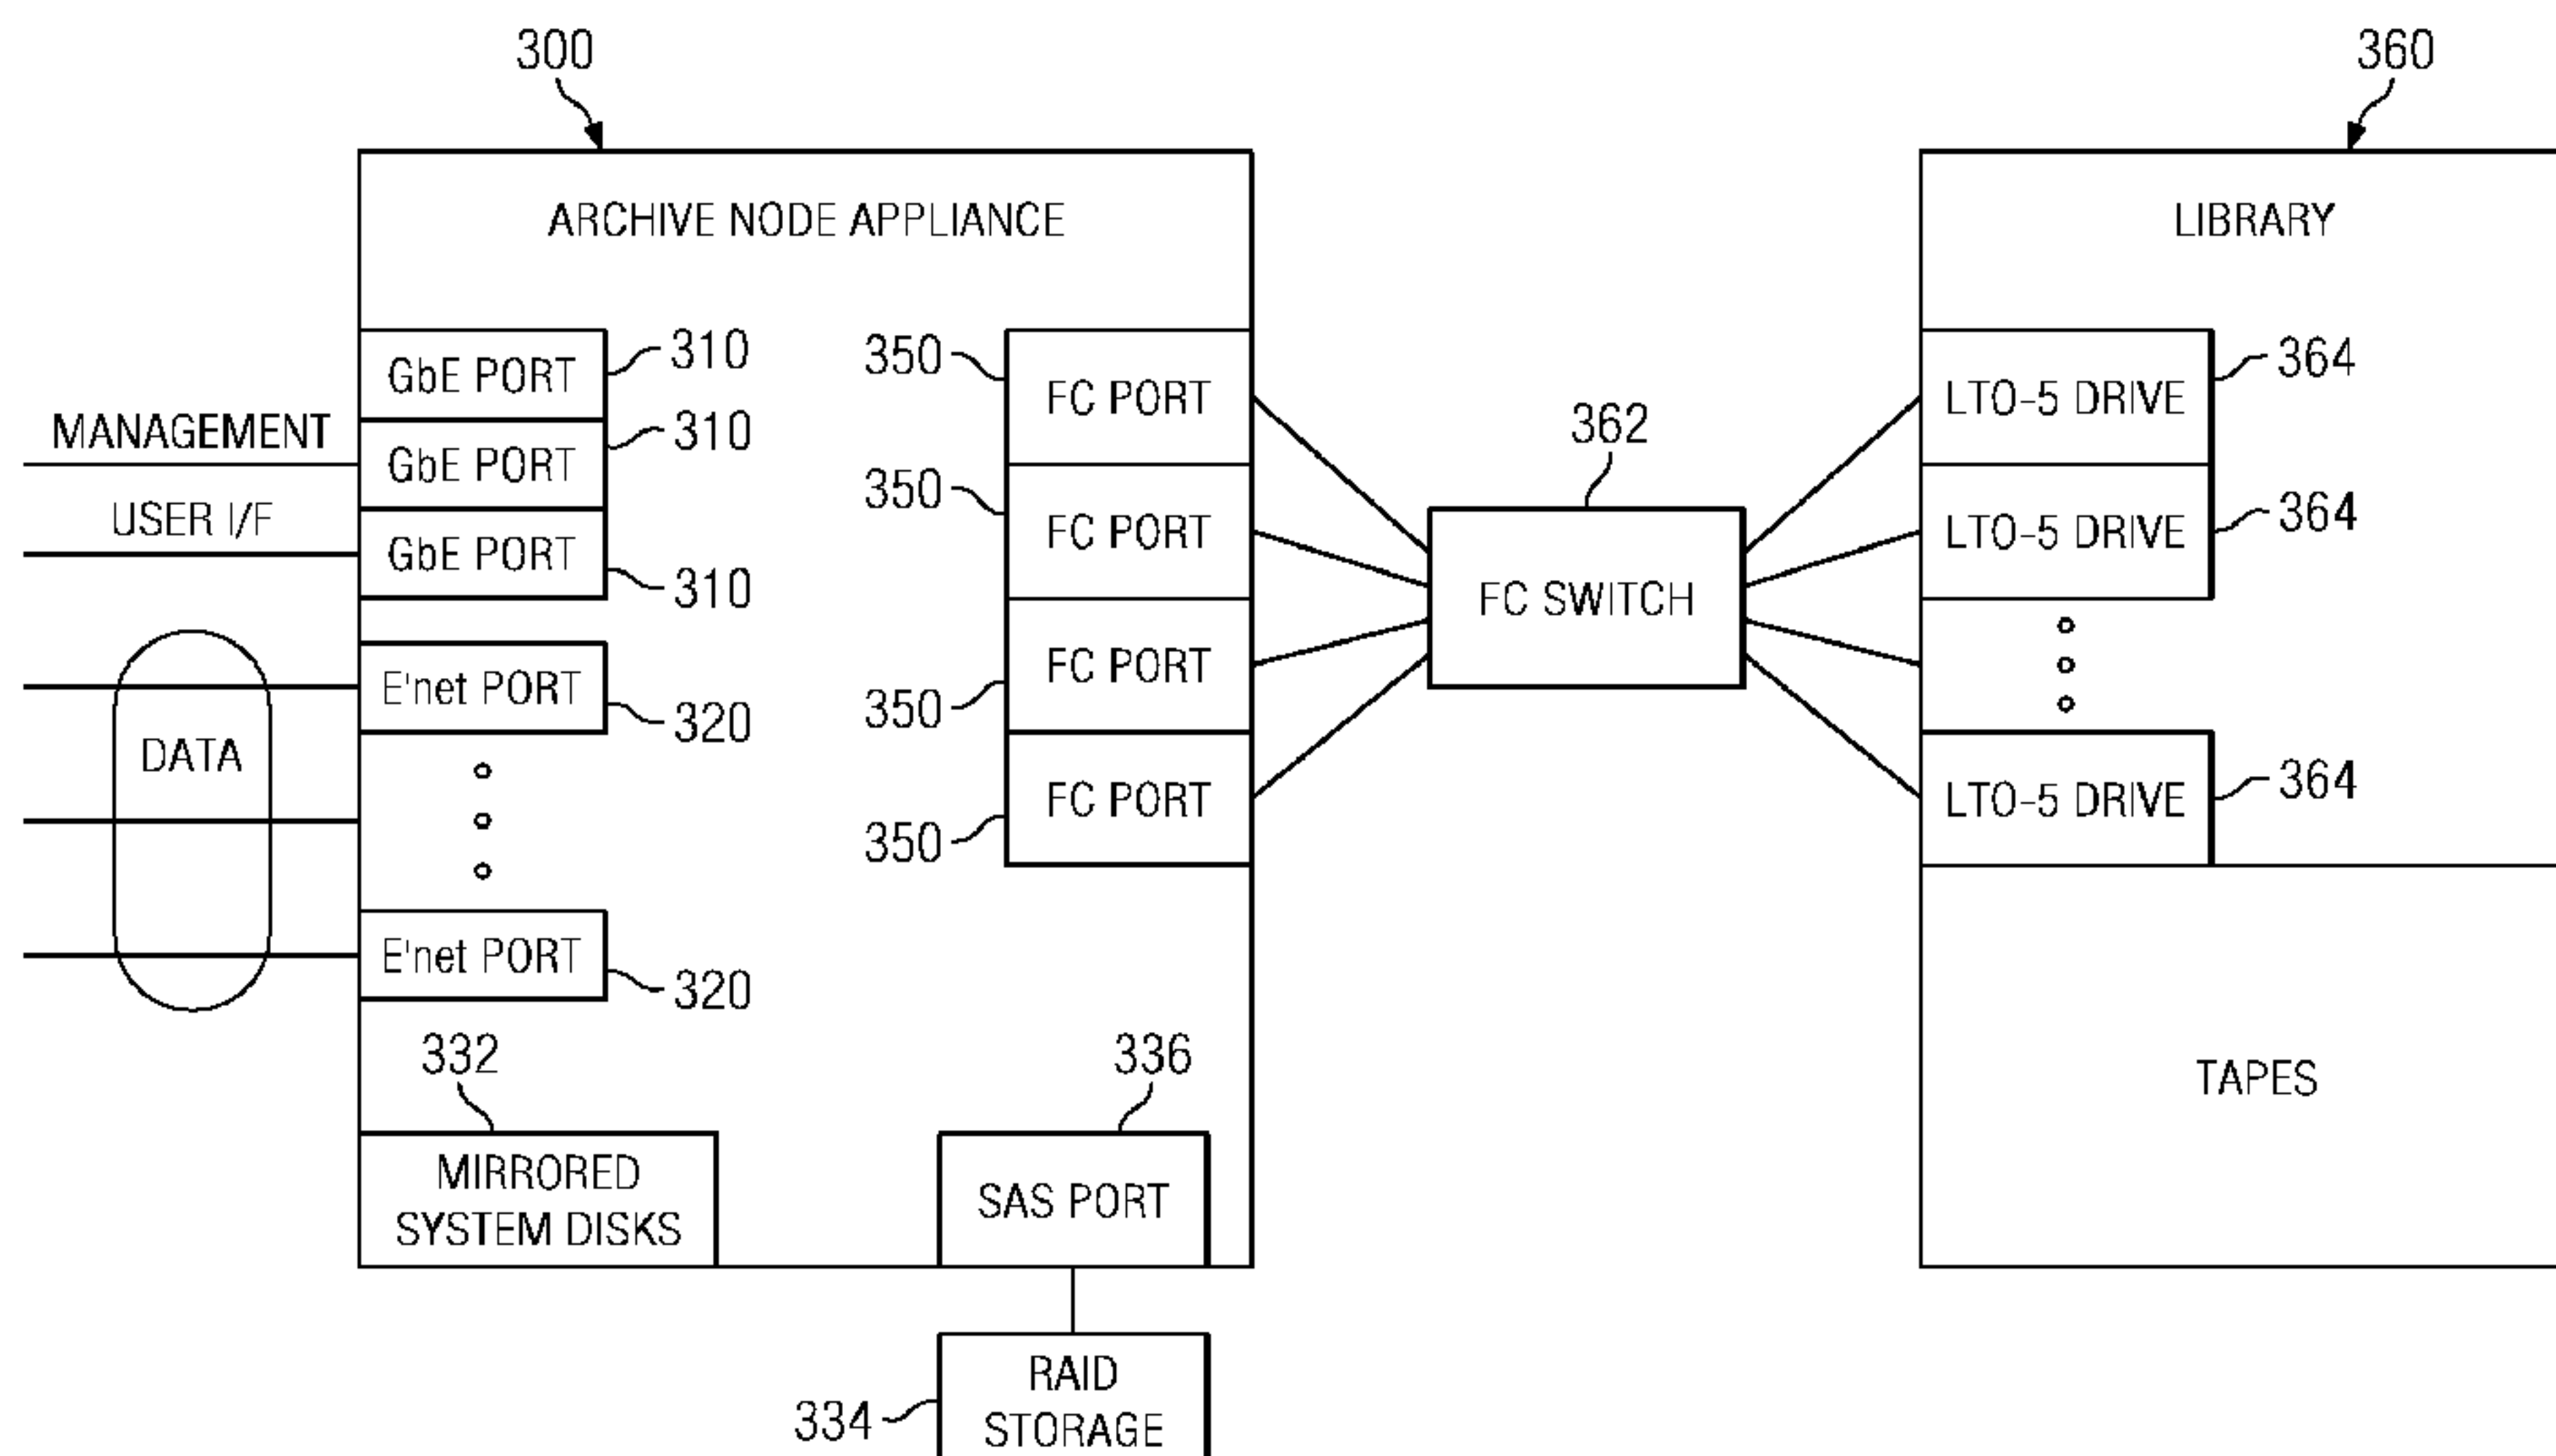 300
360
ARCHIVE NODE APPLIANCE
LIBRARY
GbE PORT
310
350
FC PORT
LTO-5 DRIVE
364
MANAGEMENT
GbE PORT
310
362
350
FC PORT
LTO-5 DRIVE
364
USER I/F
GbE PORT
310
FC SWITCH
E'net PORT
320
FC PORT
350
DATA
LTO-5 DRIVE
364
FC PORT
350
E'net PORT
320
332
336
TAPES
MIRRORED
SYSTEM DISKS
SAS PORT
RAID
STORAGE
334